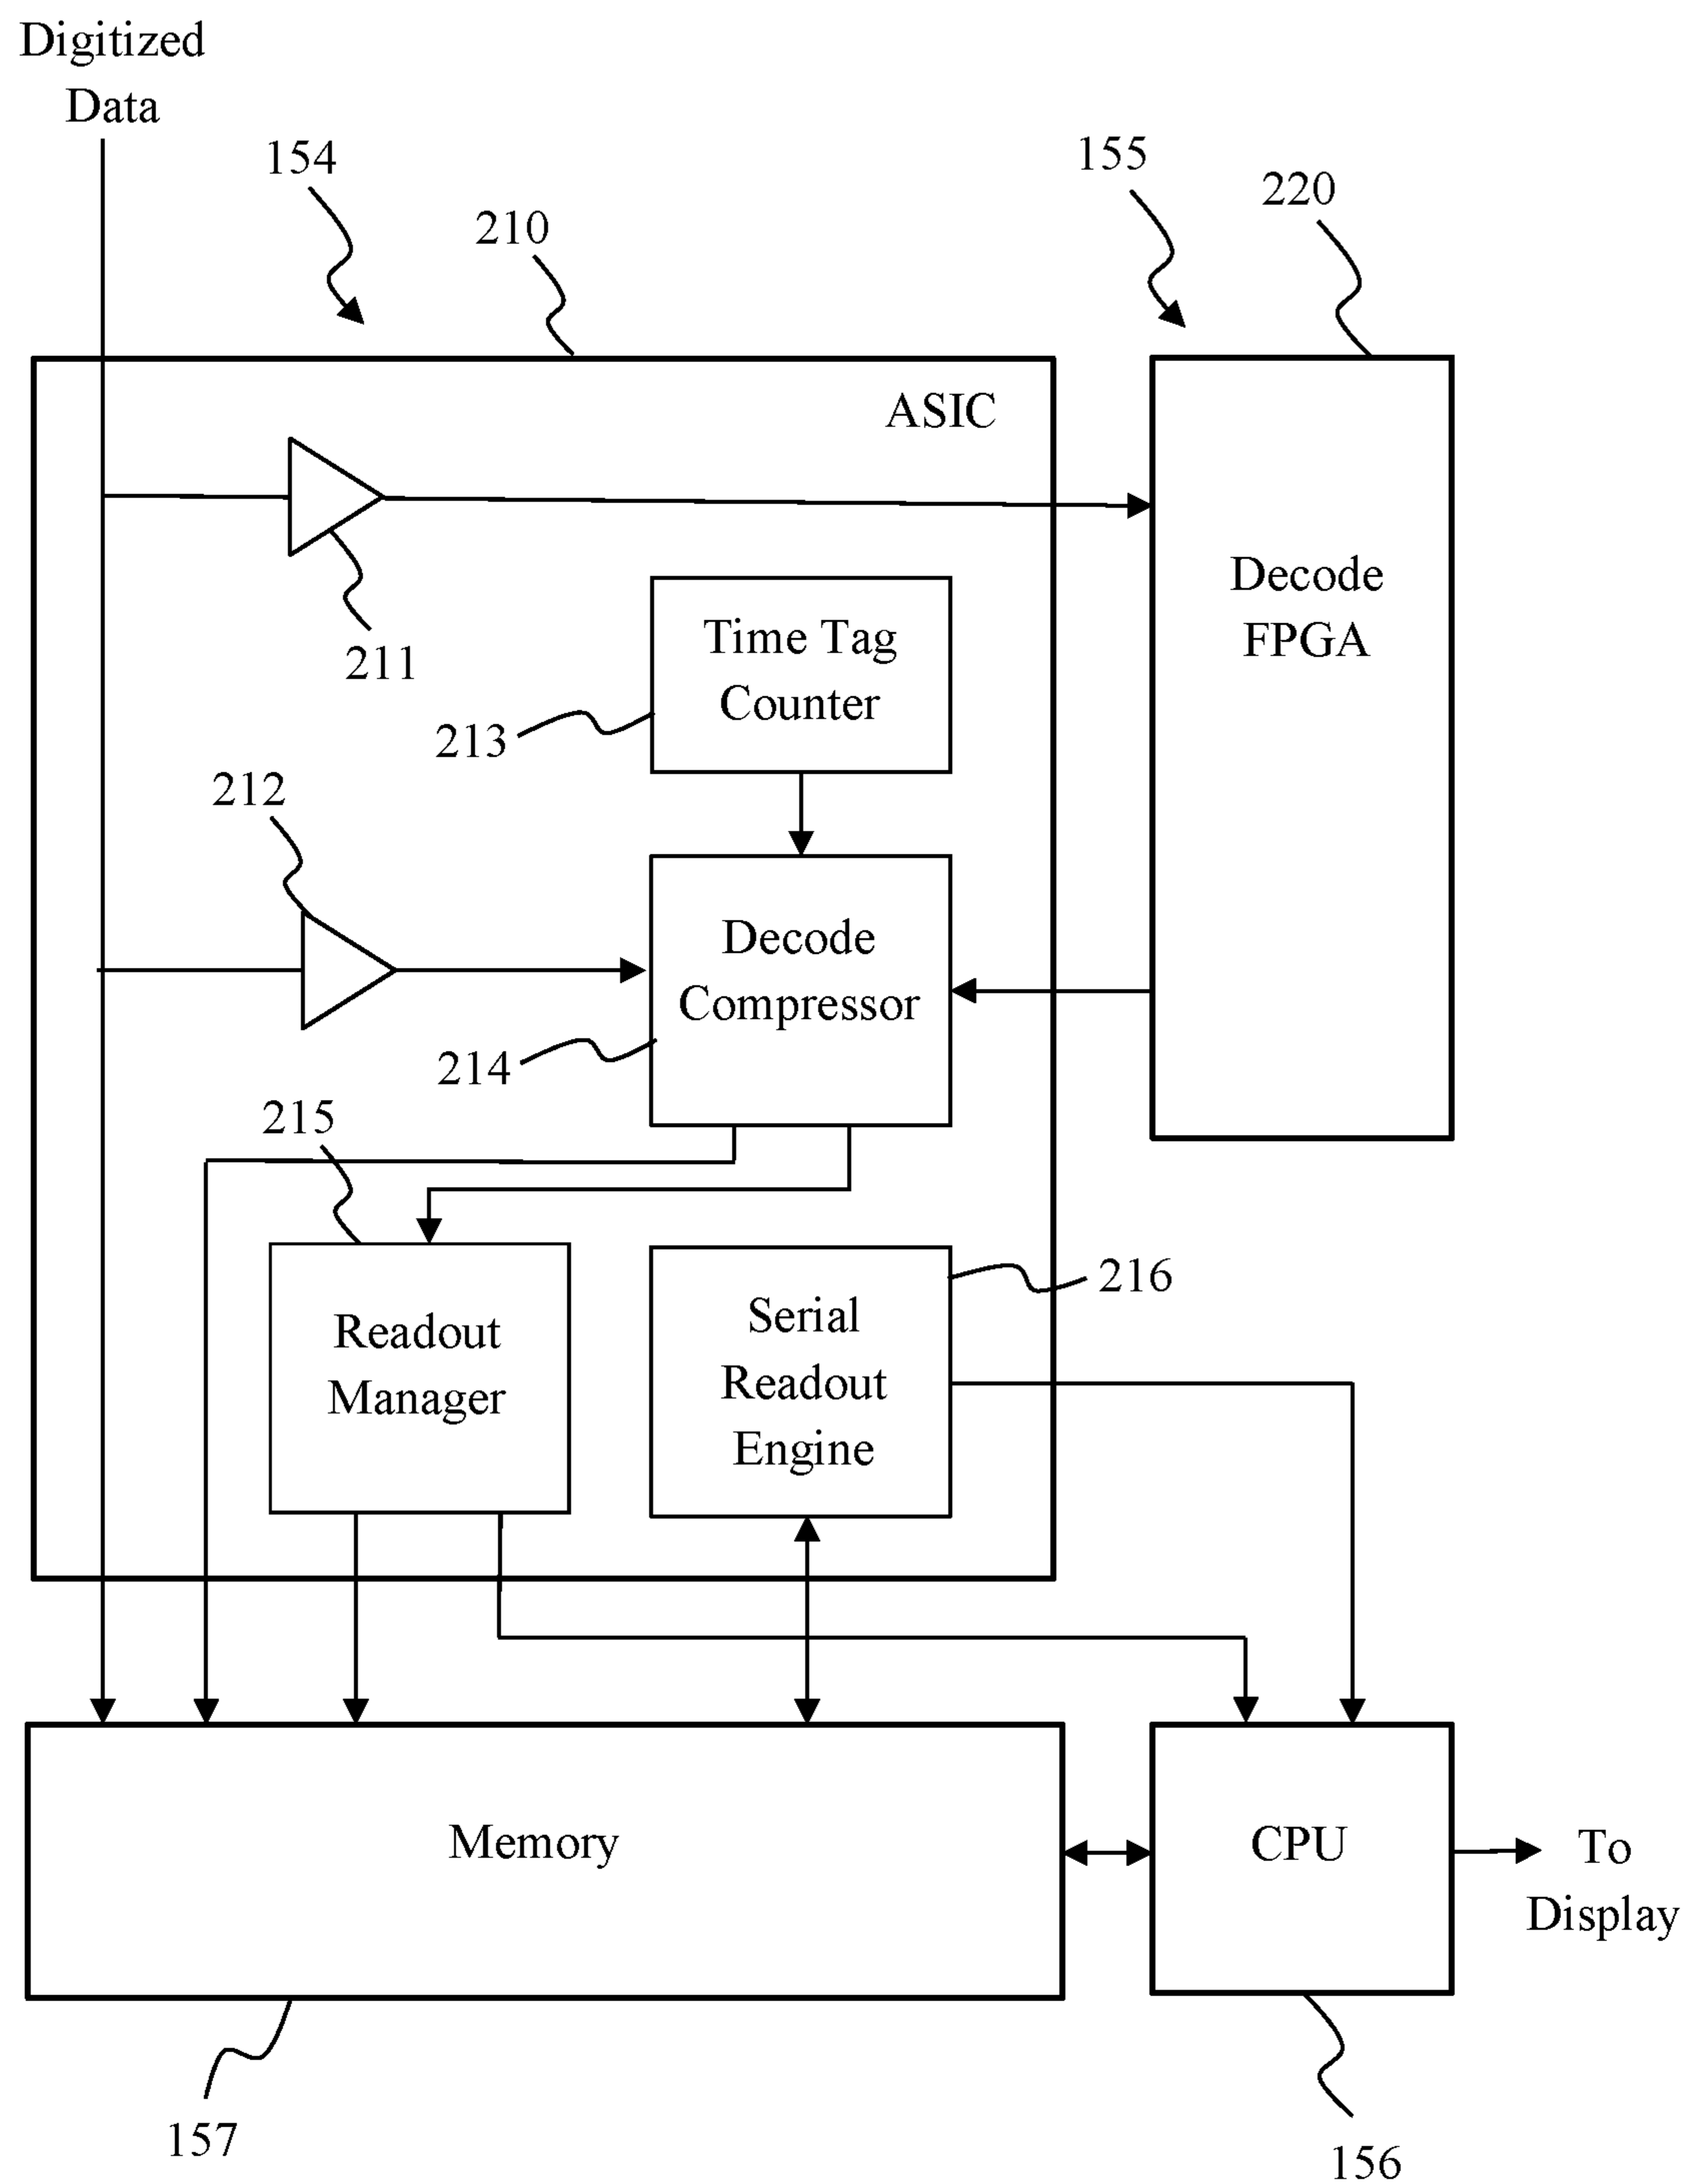 Digitized
Data
154
155
220
210
ASIC
Decode
FPGA
211
Time Tag
Counter
213
212
Decode
Compressor
214
215
216
Serial
Readout
Engine
Readout
Manager
Memory
CPU
To
Display
157
156